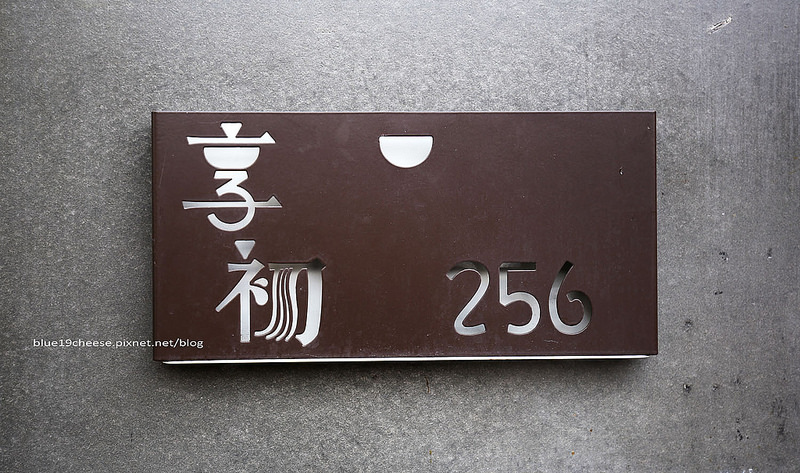 享
初
256
blue19cheese.pixnet.net/blog